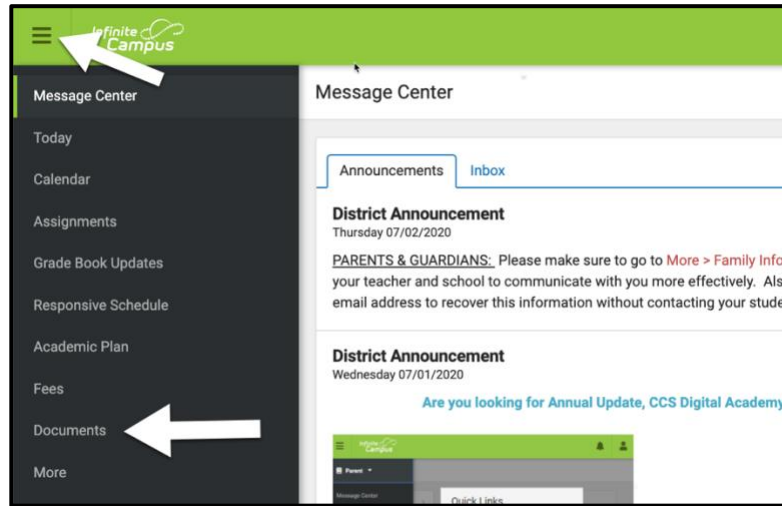 Infinite
Campus
Message Center
Today
Calendar
Assignments
Grade Book Updates
Responsive Schedule
Academic Plan
Fees
Documents
More
Message Center
Announcements Inbox
District Announcement
Thursday 07/02/2020
PARENTS & GUARDIANS: Please make sure to go to More > Family Info
your teacher and school to communicate with you more effectively. Als
email address to recover this information without contacting your stude
District Announcement
Wednesday 07/01/2020
Are you looking for Annual Update, CCS Digital Academy
Infinite
Campus
Parent
Message Center
Quick Links